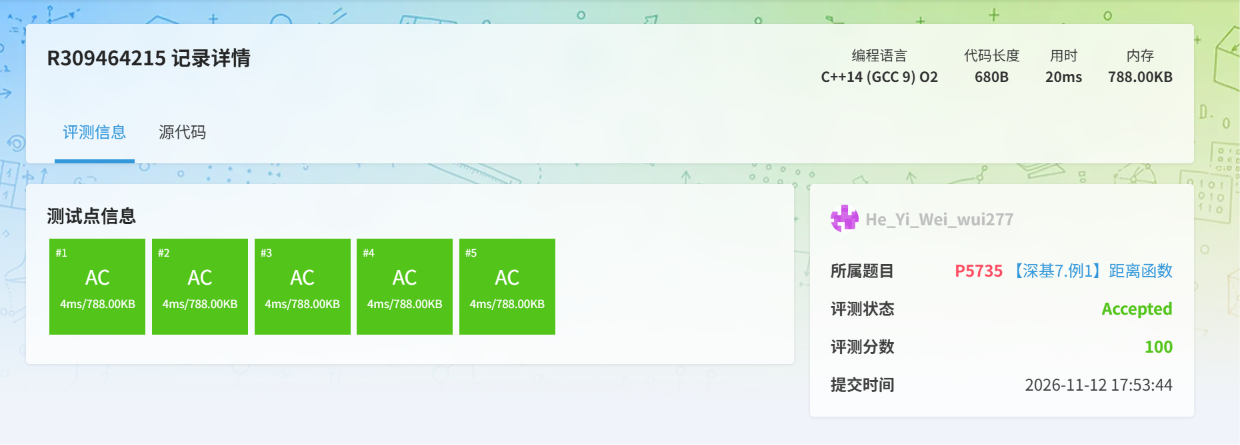 R309464215 记录详情
编程语言 代码长度 用时 内存
C++14 (GCC 9) O2 680B 20ms 788.00KB
评测信息 源代码
测试点信息
#1 #2 #3 #4 #5
AC AC AC AC AC
4ms/788.00KB 4ms/788.00KB 4ms/788.00KB 4ms/788.00KB 4ms/788.00KB
He_Yi_Wei_wui277
所属题目 P5735 【深基7.例1】距离函数
评测状态 Accepted
评测分数 100
提交时间 2026-11-12 17:53:44